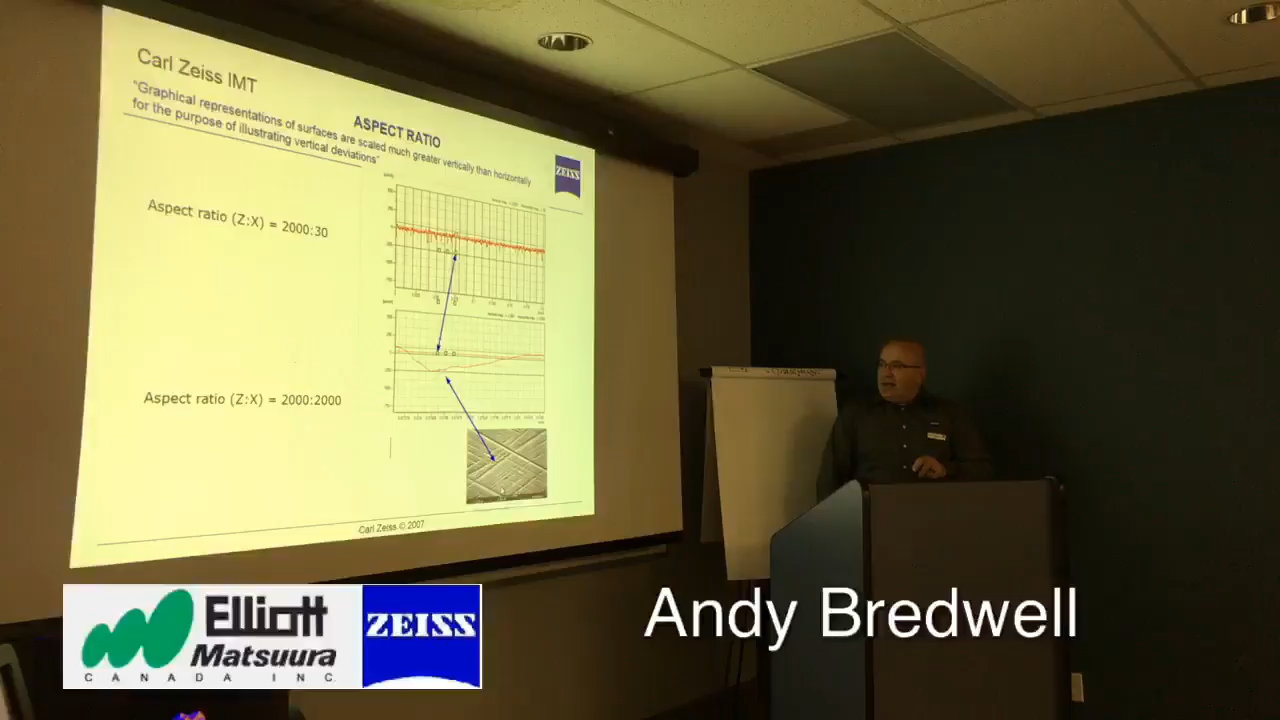 Carl Zeiss IMT
"Graphical representations of surfaces are scaled much greater vertically than horizontally
for the purpose of illustrating vertical deviations"
ASPECT RATIO
ZEISS
Aspect ratio (Z:X) = 2000:30
Aspect ratio (Z:X) = 2000:2000
Carl Zeiss © 2007
Elliott
Matsuura
CANADA INC.
ZEISS
Andy Bredwell